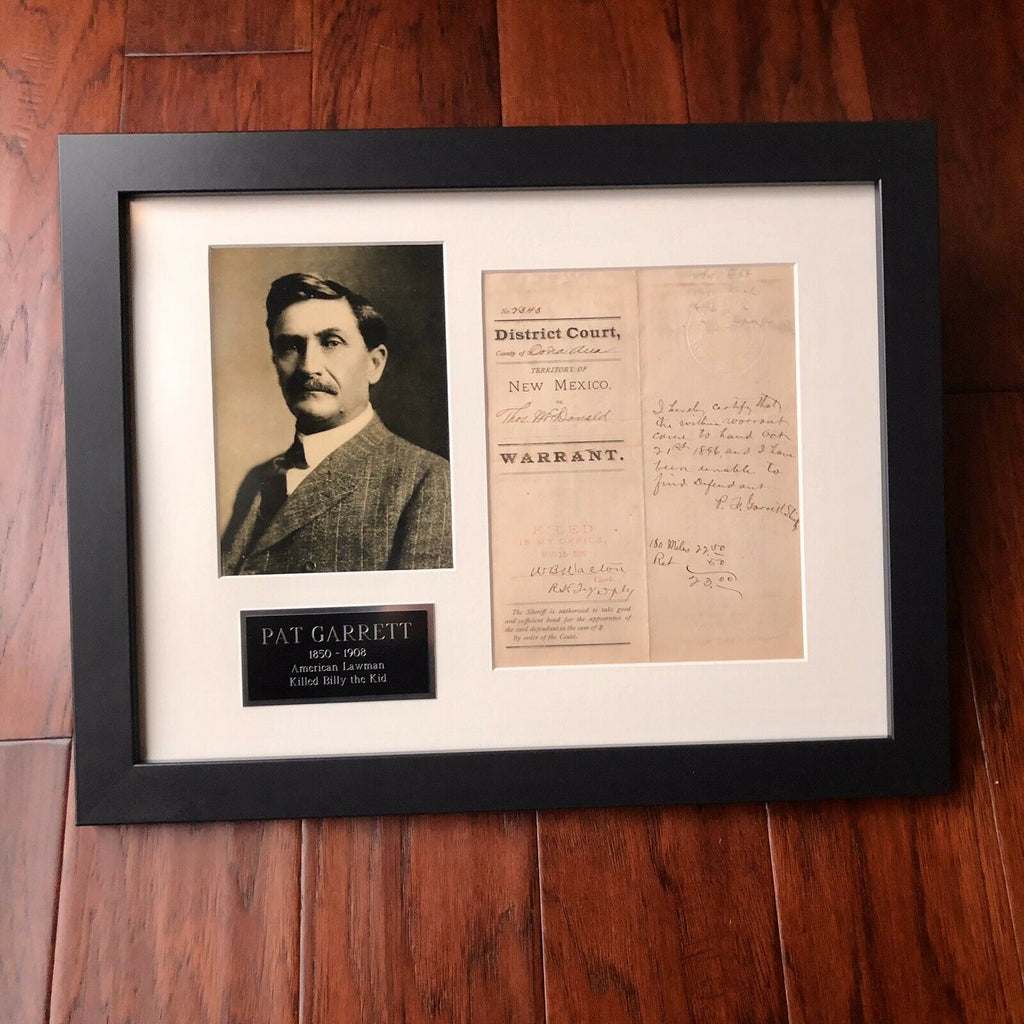 No 2343
District Court,
County of Dona Ana
TERRITORY OF
NEW MEXICO.
vs.
Thos. McDonald
WARRANT.
FILED
IN MY OFFICE,
W B Walton
Clerk
The Sheriff is authorized to take good
and sufficient bond for the appearance of
the said defendant in the sum of $
By order of the Court.
I hereby certify that
the within warrant
came to hand Oct
21st 1896 and I have
been unable to
find Defendant
P. F. Garrett Sheriff
180 Miles 22.50
Ret .50
23.00
PAT GARRETT
1850 - 1908
American Lawman
Killed Billy the Kid